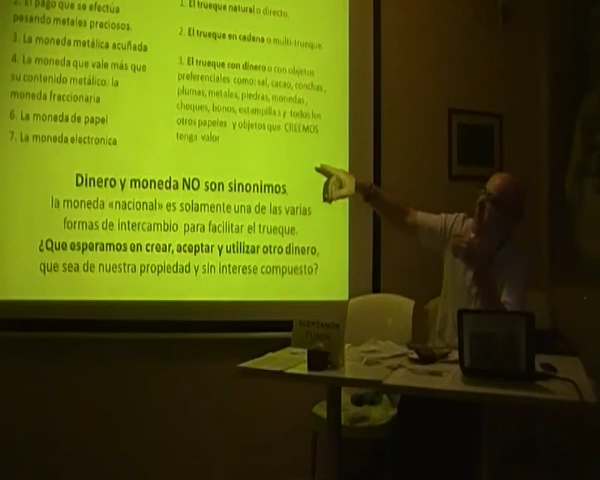 2. El pago que se efectúa
pesando metales preciosos.
3. La moneda metálica acuñada
4. La moneda que vale más que
su contenido metálico: la
moneda fraccionaria
6. La moneda de papel
7. La moneda electronica
1. El trueque natural o directo.
2. El trueque en cadena o multi-trueque.
3. El trueque con dinero o con objetos
preferenciales como: sal, cacao, conchas,
plumas, metales, piedras, monedas,
cheques, bonos, estampillas y todos los
otros papeles y objetos que CREEMOS
tenga valor
Dinero y moneda NO son sinonimos,
la moneda «nacional» es solamente una de las varias
formas de intercambio para facilitar el trueque.
¿Que esperamos en crear, aceptar y utilizar otro dinero,
que sea de nuestra propiedad y sin interese compuesto?
ACEPTAMOS